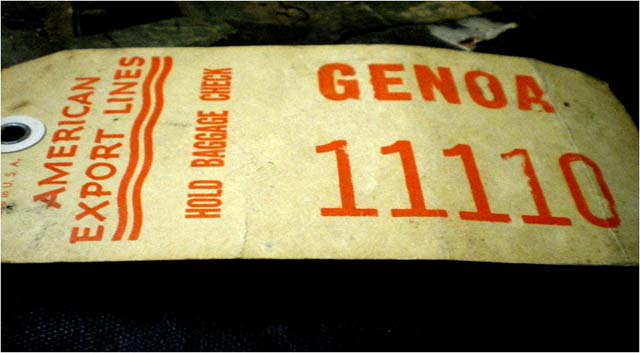 AMERICAN
EXPORT LINES
HOLD BAGGAGE CHECK
GENOA
11110
U.S.A.